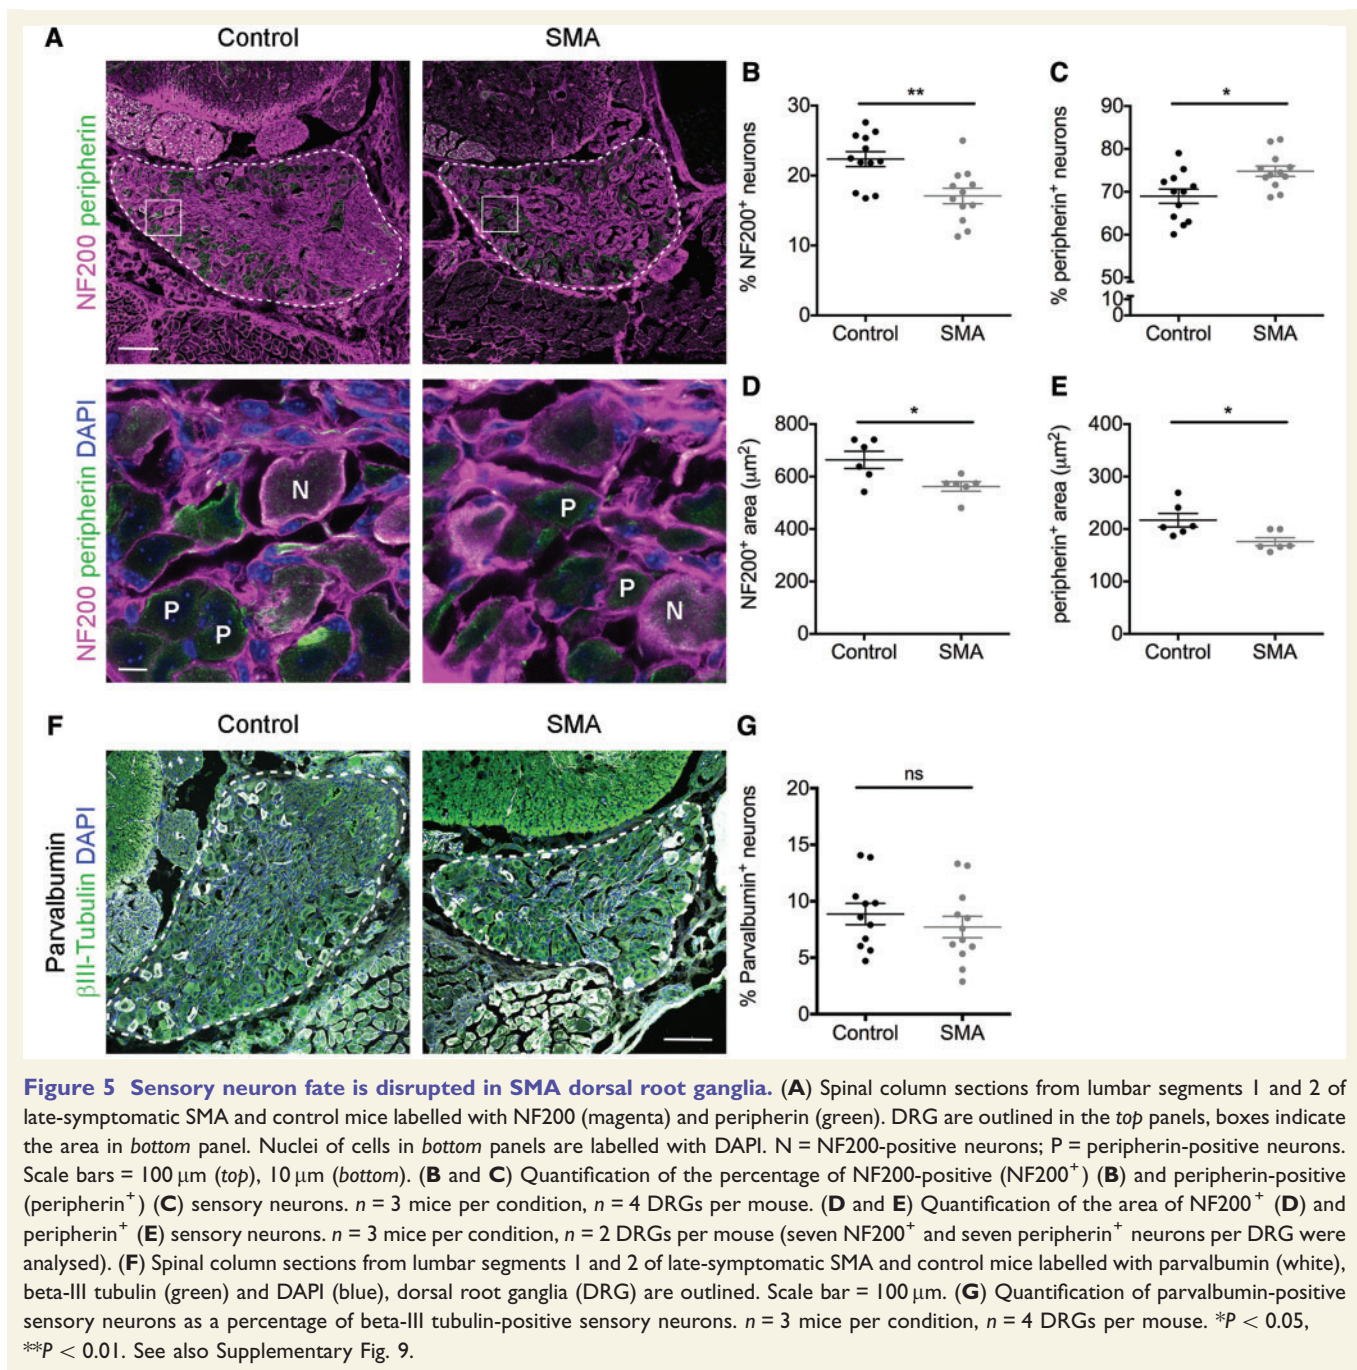 A
Control
SMA
NF200 peripherin
NF200 peripherin DAPI
N
P
P
P
P
N
B
% NF200+ neurons
**
30
20
10
0
Control
SMA
C
% peripherin+ neurons
*
90
80
70
60
50
10
0
Control
SMA
D
NF200+ area (μm²)
*
800
600
400
200
0
Control
SMA
E
peripherin+ area (μm²)
*
400
300
200
100
0
Control
SMA
F
Control
SMA
Parvalbumin
βIII-Tubulin DAPI
G
% Parvalbumin+ neurons
ns
20
15
10
5
0
Control
SMA
Figure 5 Sensory neuron fate is disrupted in SMA dorsal root ganglia. (A) Spinal column sections from lumbar segments 1 and 2 of
late-symptomatic SMA and control mice labelled with NF200 (magenta) and peripherin (green). DRG are outlined in the top panels, boxes indicate
the area in bottom panel. Nuclei of cells in bottom panels are labelled with DAPI. N = NF200-positive neurons; P = peripherin-positive neurons.
Scale bars = 100 μm (top), 10 μm (bottom). (B and C) Quantification of the percentage of NF200-positive (NF200+) (B) and peripherin-positive
(peripherin+) (C) sensory neurons. n = 3 mice per condition, n = 4 DRGs per mouse. (D and E) Quantification of the area of NF200+ (D) and
peripherin+ (E) sensory neurons. n = 3 mice per condition, n = 2 DRGs per mouse (seven NF200+ and seven peripherin+ neurons per DRG were
analysed). (F) Spinal column sections from lumbar segments 1 and 2 of late-symptomatic SMA and control mice labelled with parvalbumin (white),
beta-III tubulin (green) and DAPI (blue), dorsal root ganglia (DRG) are outlined. Scale bar = 100 μm. (G) Quantification of parvalbumin-positive
sensory neurons as a percentage of beta-III tubulin-positive sensory neurons. n = 3 mice per condition, n = 4 DRGs per mouse. *P < 0.05,
**P < 0.01. See also Supplementary Fig. 9.